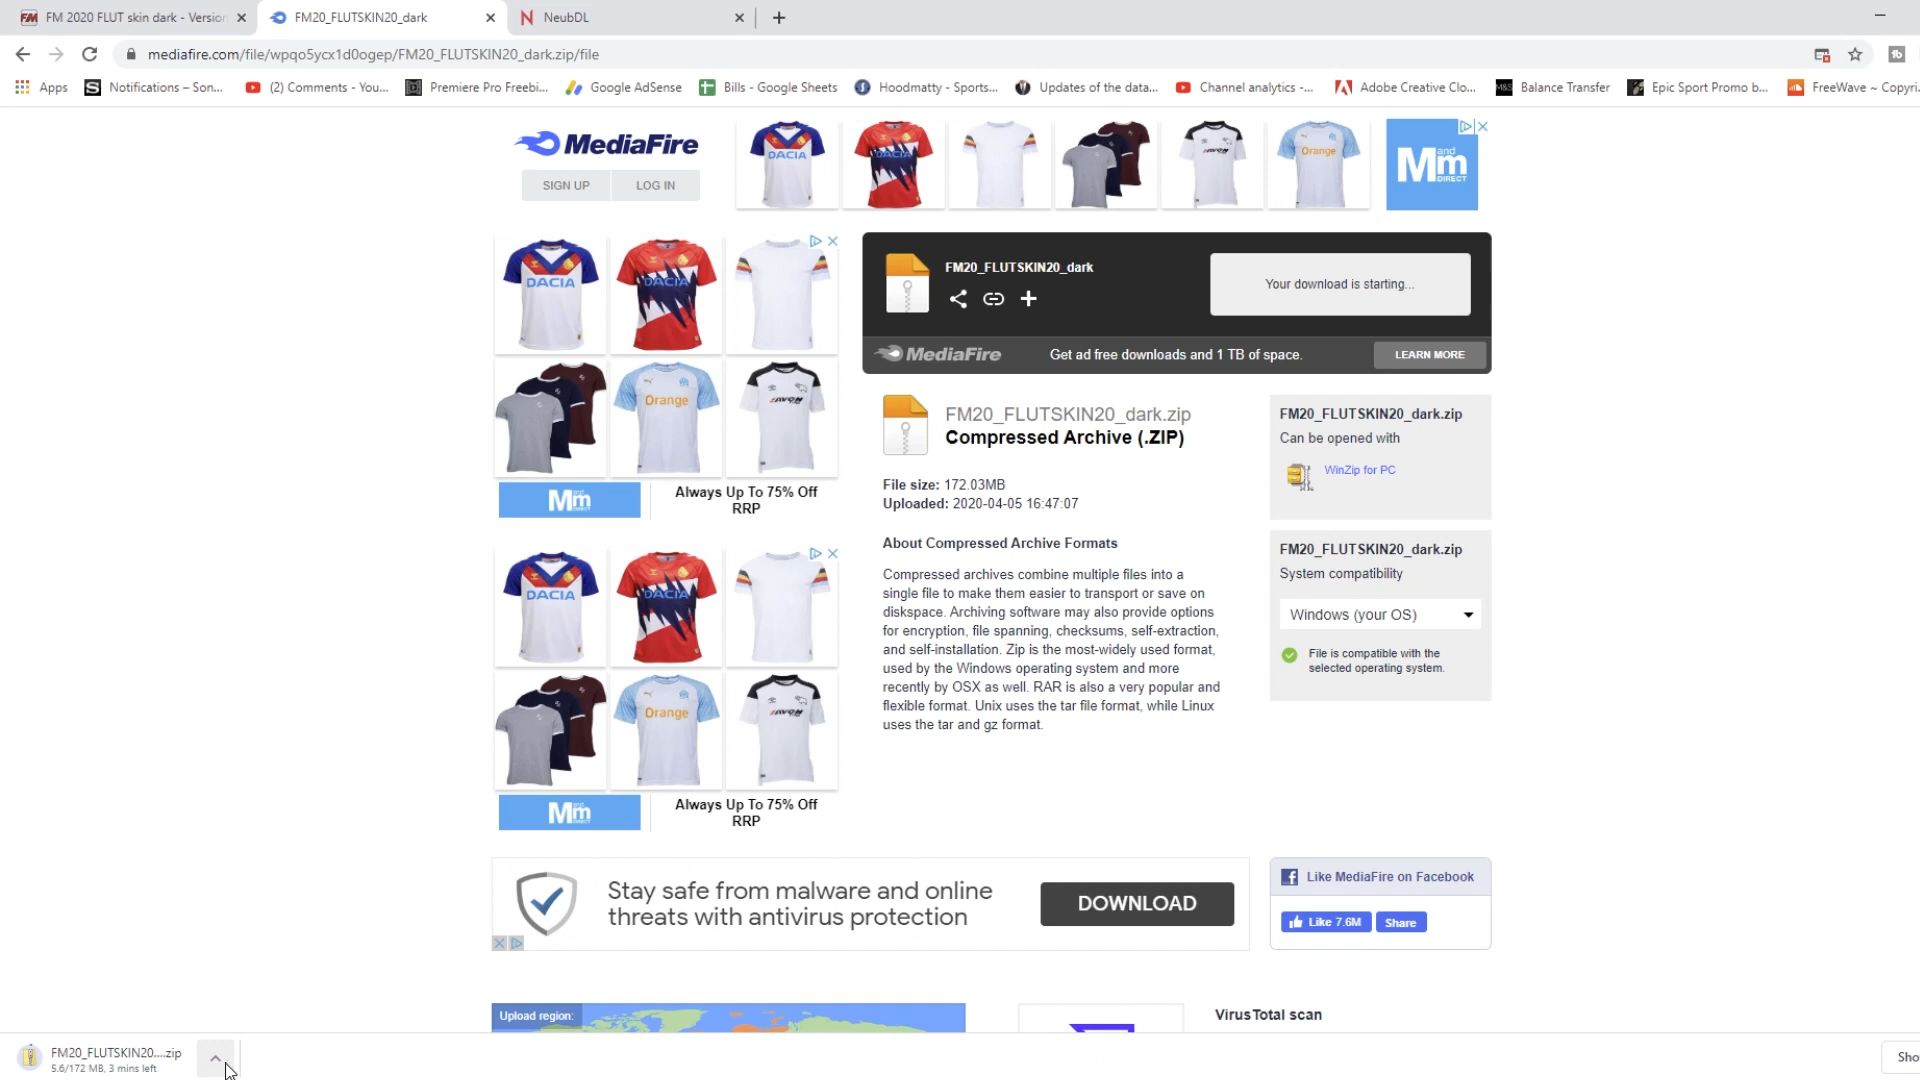 FM 2020 FLUT skin dark - Version
FM20_FLUTSKIN20_dark
NeubDL
mediafire.com/file/wpqo5ycx1d0ogep/FM20_FLUTSKIN20_dark.zip/file
Apps
Notifications – Son...
(2) Comments - You...
Premiere Pro Freebi...
Google AdSense
Bills - Google Sheets
Hoodmatty - Sports...
Updates of the data...
Channel analytics -...
Adobe Creative Clo...
M&S
Balance Transfer
Epic Sport Promo b...
FreeWave ~ Copyri...
MediaFire
SIGN UP
LOG IN
DACIA
DACIA
Orange
Mand
M DIRECT
DACIA
DACIA
Orange
Always Up To 75% Off
RRP
DACIA
DACIA
Orange
Always Up To 75% Off
RRP
FM20_FLUTSKIN20_dark
Your download is starting...
MediaFire
Get ad free downloads and 1 TB of space.
LEARN MORE
FM20_FLUTSKIN20_dark.zip
Compressed Archive (.ZIP)
File size: 172.03MB
Uploaded: 2020-04-05 16:47:07
About Compressed Archive Formats
Compressed archives combine multiple files into a
single file to make them easier to transport or save on
diskspace. Archiving software may also provide options
for encryption, file spanning, checksums, self-extraction,
and self-installation. Zip is the most-widely used format,
used by the Windows operating system and more
recently by OSX as well. RAR is also a very popular and
flexible format. Unix uses the tar file format, while Linux
uses the tar and gz format.
FM20_FLUTSKIN20_dark.zip
Can be opened with
WinZip for PC
FM20_FLUTSKIN20_dark.zip
System compatibility
Windows (your OS)
File is compatible with the
selected operating system.
Stay safe from malware and online
threats with antivirus protection
DOWNLOAD
Like MediaFire on Facebook
Like 7.6M
Share
Upload region:
VirusTotal scan
FM20_FLUTSKIN20....zip
5.6/172 MB, 3 mins left
Sho